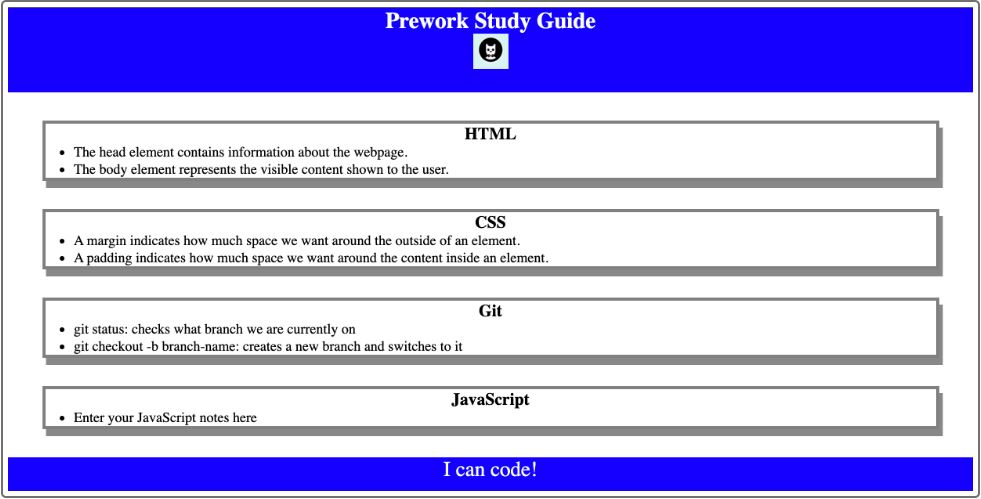 Prework Study Guide
HTML
• The head element contains information about the webpage.
• The body element represents the visible content shown to the user.
CSS
• A margin indicates how much space we want around the outside of an element.
• A padding indicates how much space we want around the content inside an element.
Git
• git status: checks what branch we are currently on
• git checkout -b branch-name: creates a new branch and switches to it
JavaScript
• Enter your JavaScript notes here
I can code!